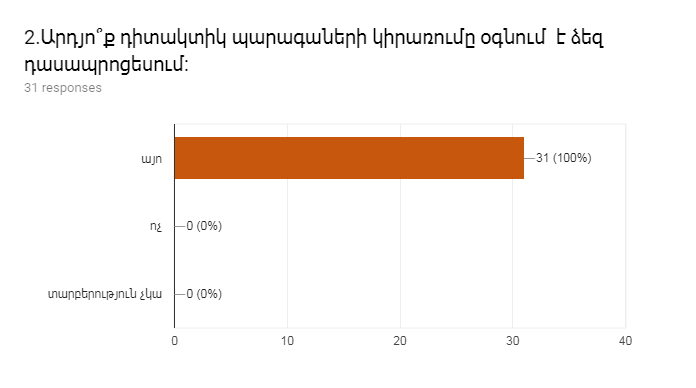 2.Արդյո՞ք դիտակտիկ պարագաների կիրառումը օգնում է ձեզ
դասապրոցեսում:
31 responses
այո
31 (100%)
ոչ
0 (0%)
տարբերություն չկա
0 (0%)
0 10 20 30 40